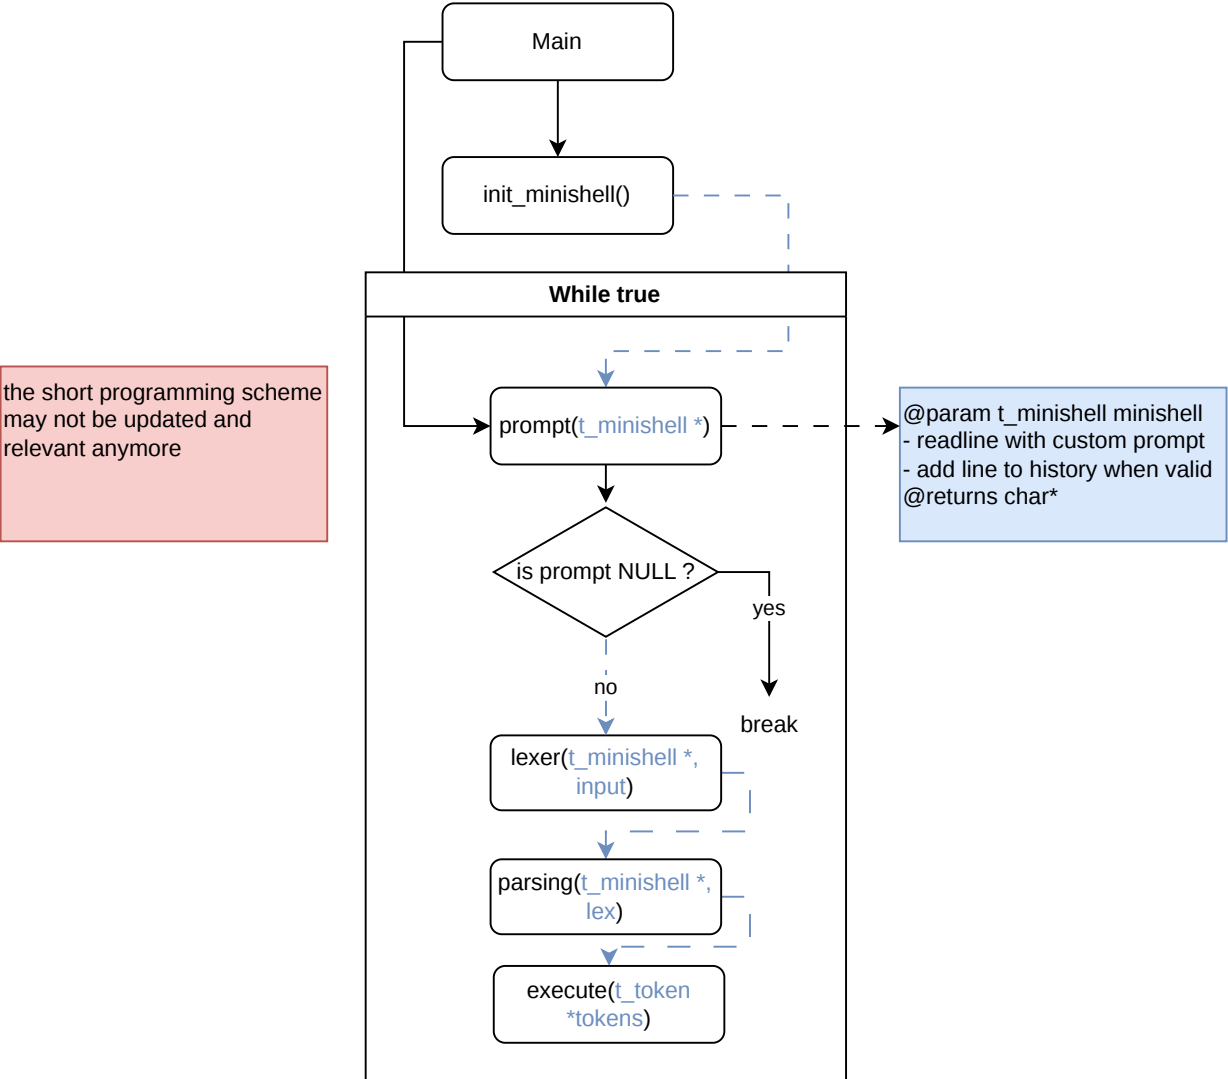 Main
init_minishell()
While true
the short programming scheme
may not be updated and
relevant anymore
prompt(t_minishell *)
@param t_minishell minishell
- readline with custom prompt
- add line to history when valid
@returns char*
is prompt NULL ?
yes
no
break
lexer(t_minishell *,
input)
parsing(t_minishell *,
lex)
execute(t_token
*tokens)